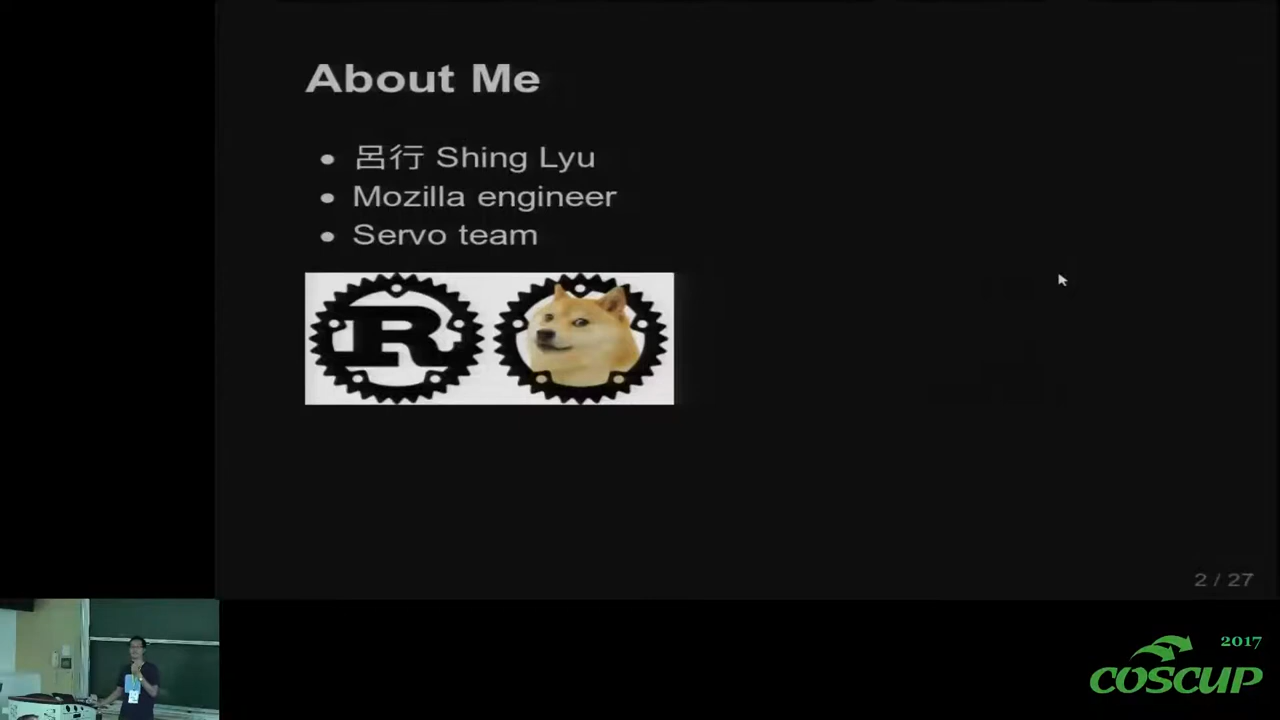 About Me
呂行 Shing Lyu
Mozilla engineer
Servo team
R
2 / 27
2017
COSCUP